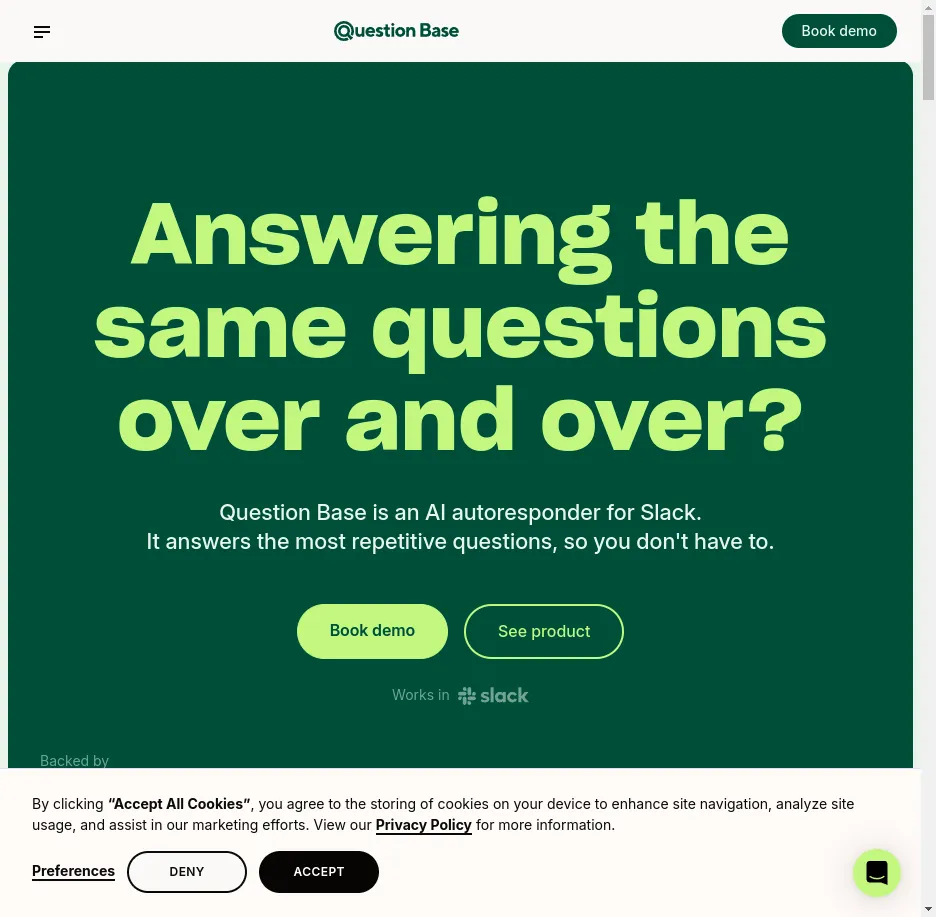 Question Base
Book demo
Answering the
same questions
over and over?
Question Base is an AI autoresponder for Slack.
It answers the most repetitive questions, so you don't have to.
Book demo
See product
Works in slack
Backed by
By clicking “Accept All Cookies”, you agree to the storing of cookies on your device to enhance site navigation, analyze site
usage, and assist in our marketing efforts. View our Privacy Policy for more information.
Preferences
DENY
ACCEPT